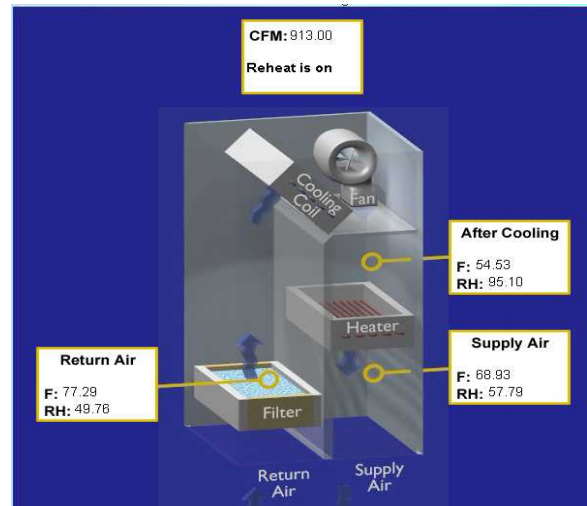 CFM: 913.00
Reheat is on
Cooling
Coil
Fan
After Cooling
F: 54.53
RH: 95.10
Heater
Return Air
F: 77.29
RH: 49.76
Supply Air
F: 68.93
RH: 57.79
Filter
Return
Air
Supply
Air